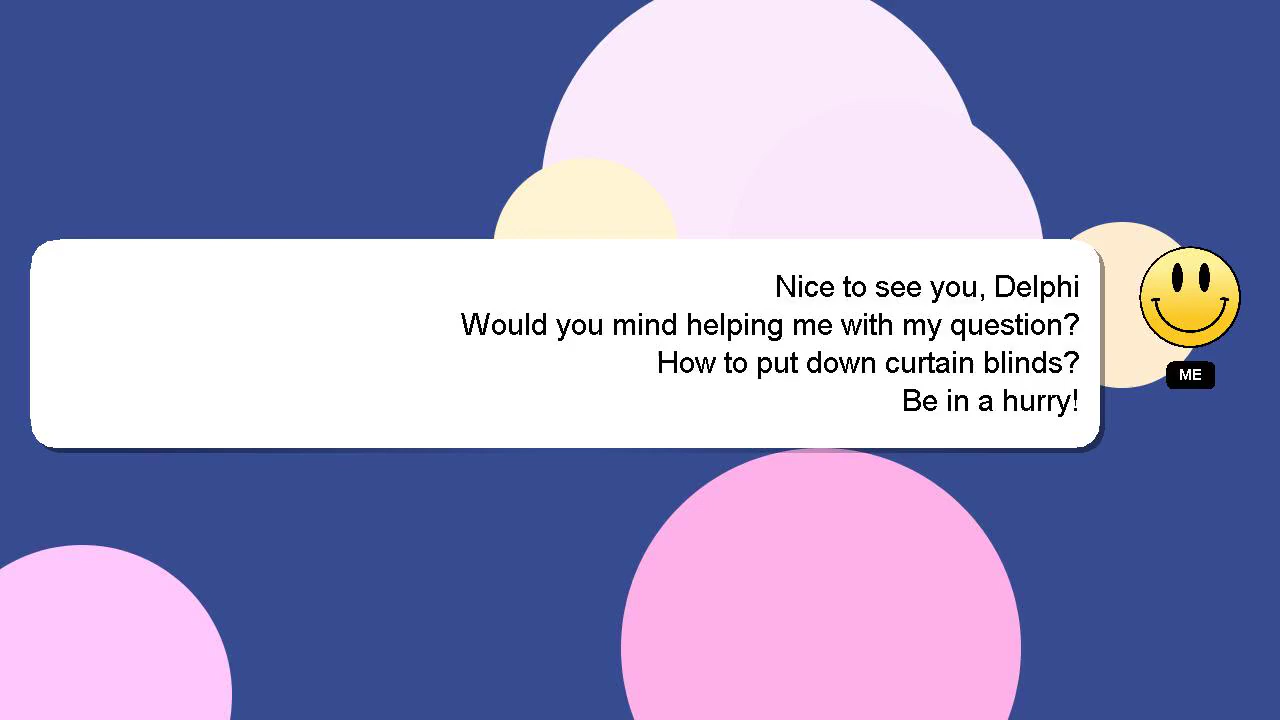 Nice to see you, Delphi
Would you mind helping me with my question?
How to put down curtain blinds?
Be in a hurry!
ME